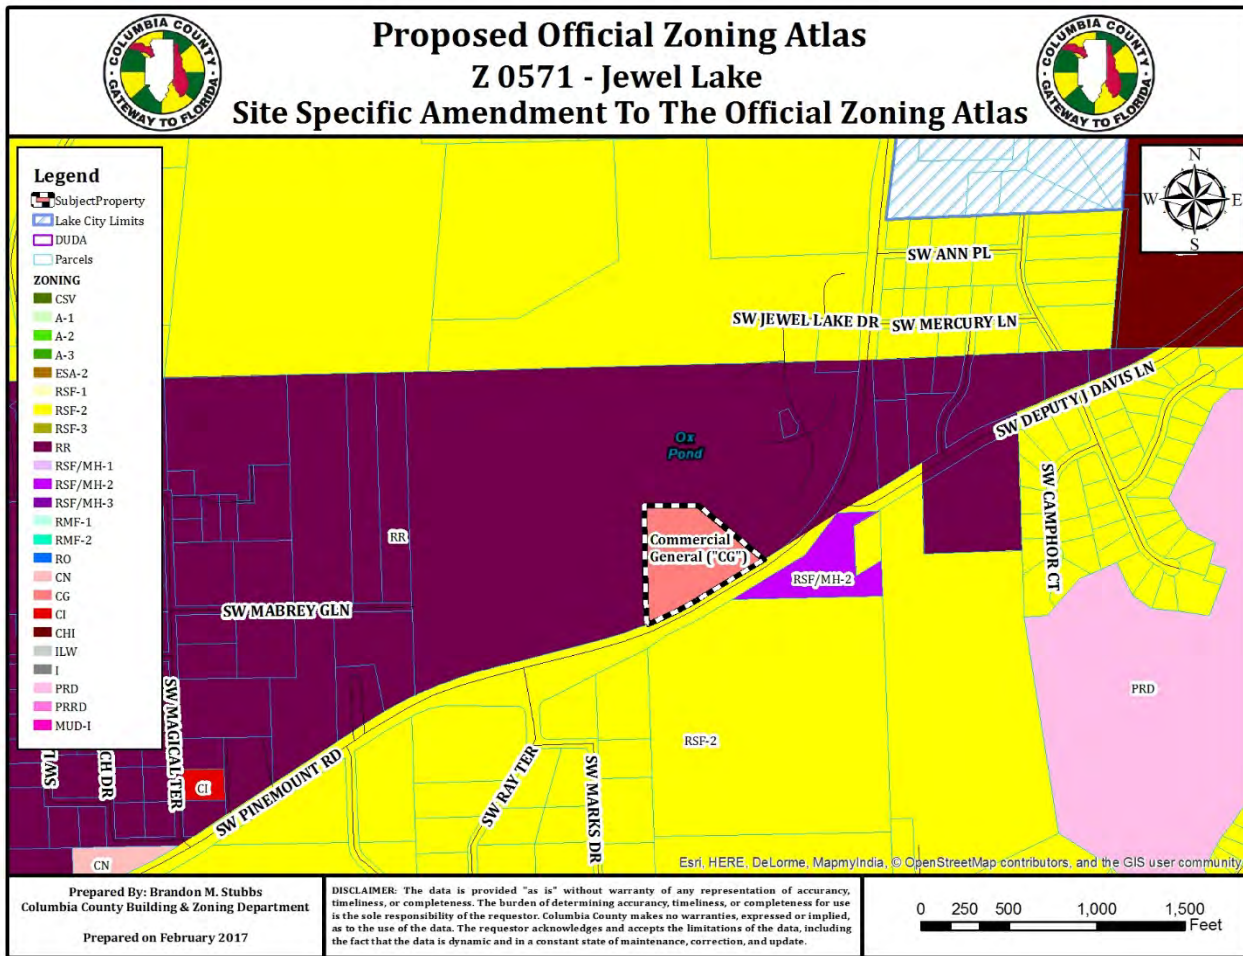 COLUMBIA COUNTY
GATEWAY TO FLORIDA
Proposed Official Zoning Atlas
Z 0571 - Jewel Lake
Site Specific Amendment To The Official Zoning Atlas
COLUMBIA COUNTY
GATEWAY TO FLORIDA
Legend
SubjectProperty
Lake City Limits
DUDA
Parcels
ZONING
CSV
A-1
A-2
A-3
ESA-2
RSF-1
RSF-2
RSF-3
RR
RSF/MH-1
RSF/MH-2
RSF/MH-3
RMF-1
RMF-2
RO
CN
CG
CI
CHI
ILW
I
PRD
PRRD
MUD-I
N
W
E
S
SW ANN PL
SW JEWEL LAKE DR
SW MERCURY LN
SW DEPUTY J DAVIS LN
Ox
Pond
SW CAMPHOR CT
RR
Commercial
General ("CG")
RSF/MH-2
SW MABREY GLN
PRD
SW MAGICAL TER
RSF-2
CH DR
CI
SW PINEMOUNT RD
SW RAY TER
SW MARKS DR
CN
Esri, HERE, DeLorme, MapmyIndia, © OpenStreetMap contributors, and the GIS user community
Prepared By: Brandon M. Stubbs
Columbia County Building & Zoning Department
Prepared on February 2017
DISCLAIMER: The data is provided "as is" without warranty of any representation of accurancy,
timeliness, or completeness. The burden of determining accuracy, timeliness, or completeness for use
is the sole responsibility of the requestor. Columbia County makes no warranties, expressed or implied,
as to the use of the data. The requestor acknowledges and accepts the limitations of the data, including
the fact that the data is dynamic and in a constant state of maintenance, correction, and update.
0 250 500 1,000 1,500
Feet